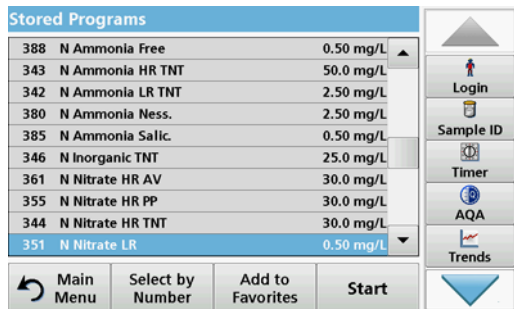 Stored Programs
388 N Ammonia Free 0.50 mg/L
343 N Ammonia HR TNT 50.0 mg/L
342 N Ammonia LR TNT 2.50 mg/L
380 N Ammonia Ness. 2.50 mg/L
385 N Ammonia Salic. 0.50 mg/L
346 N Inorganic TNT 25.0 mg/L
361 N Nitrate HR AV 30.0 mg/L
355 N Nitrate HR PP 30.0 mg/L
344 N Nitrate HR TNT 30.0 mg/L
351 N Nitrate LR 0.50 mg/L
Login
Sample ID
Timer
AQA
Trends
Main
Menu
Select by
Number
Add to
Favorites
Start